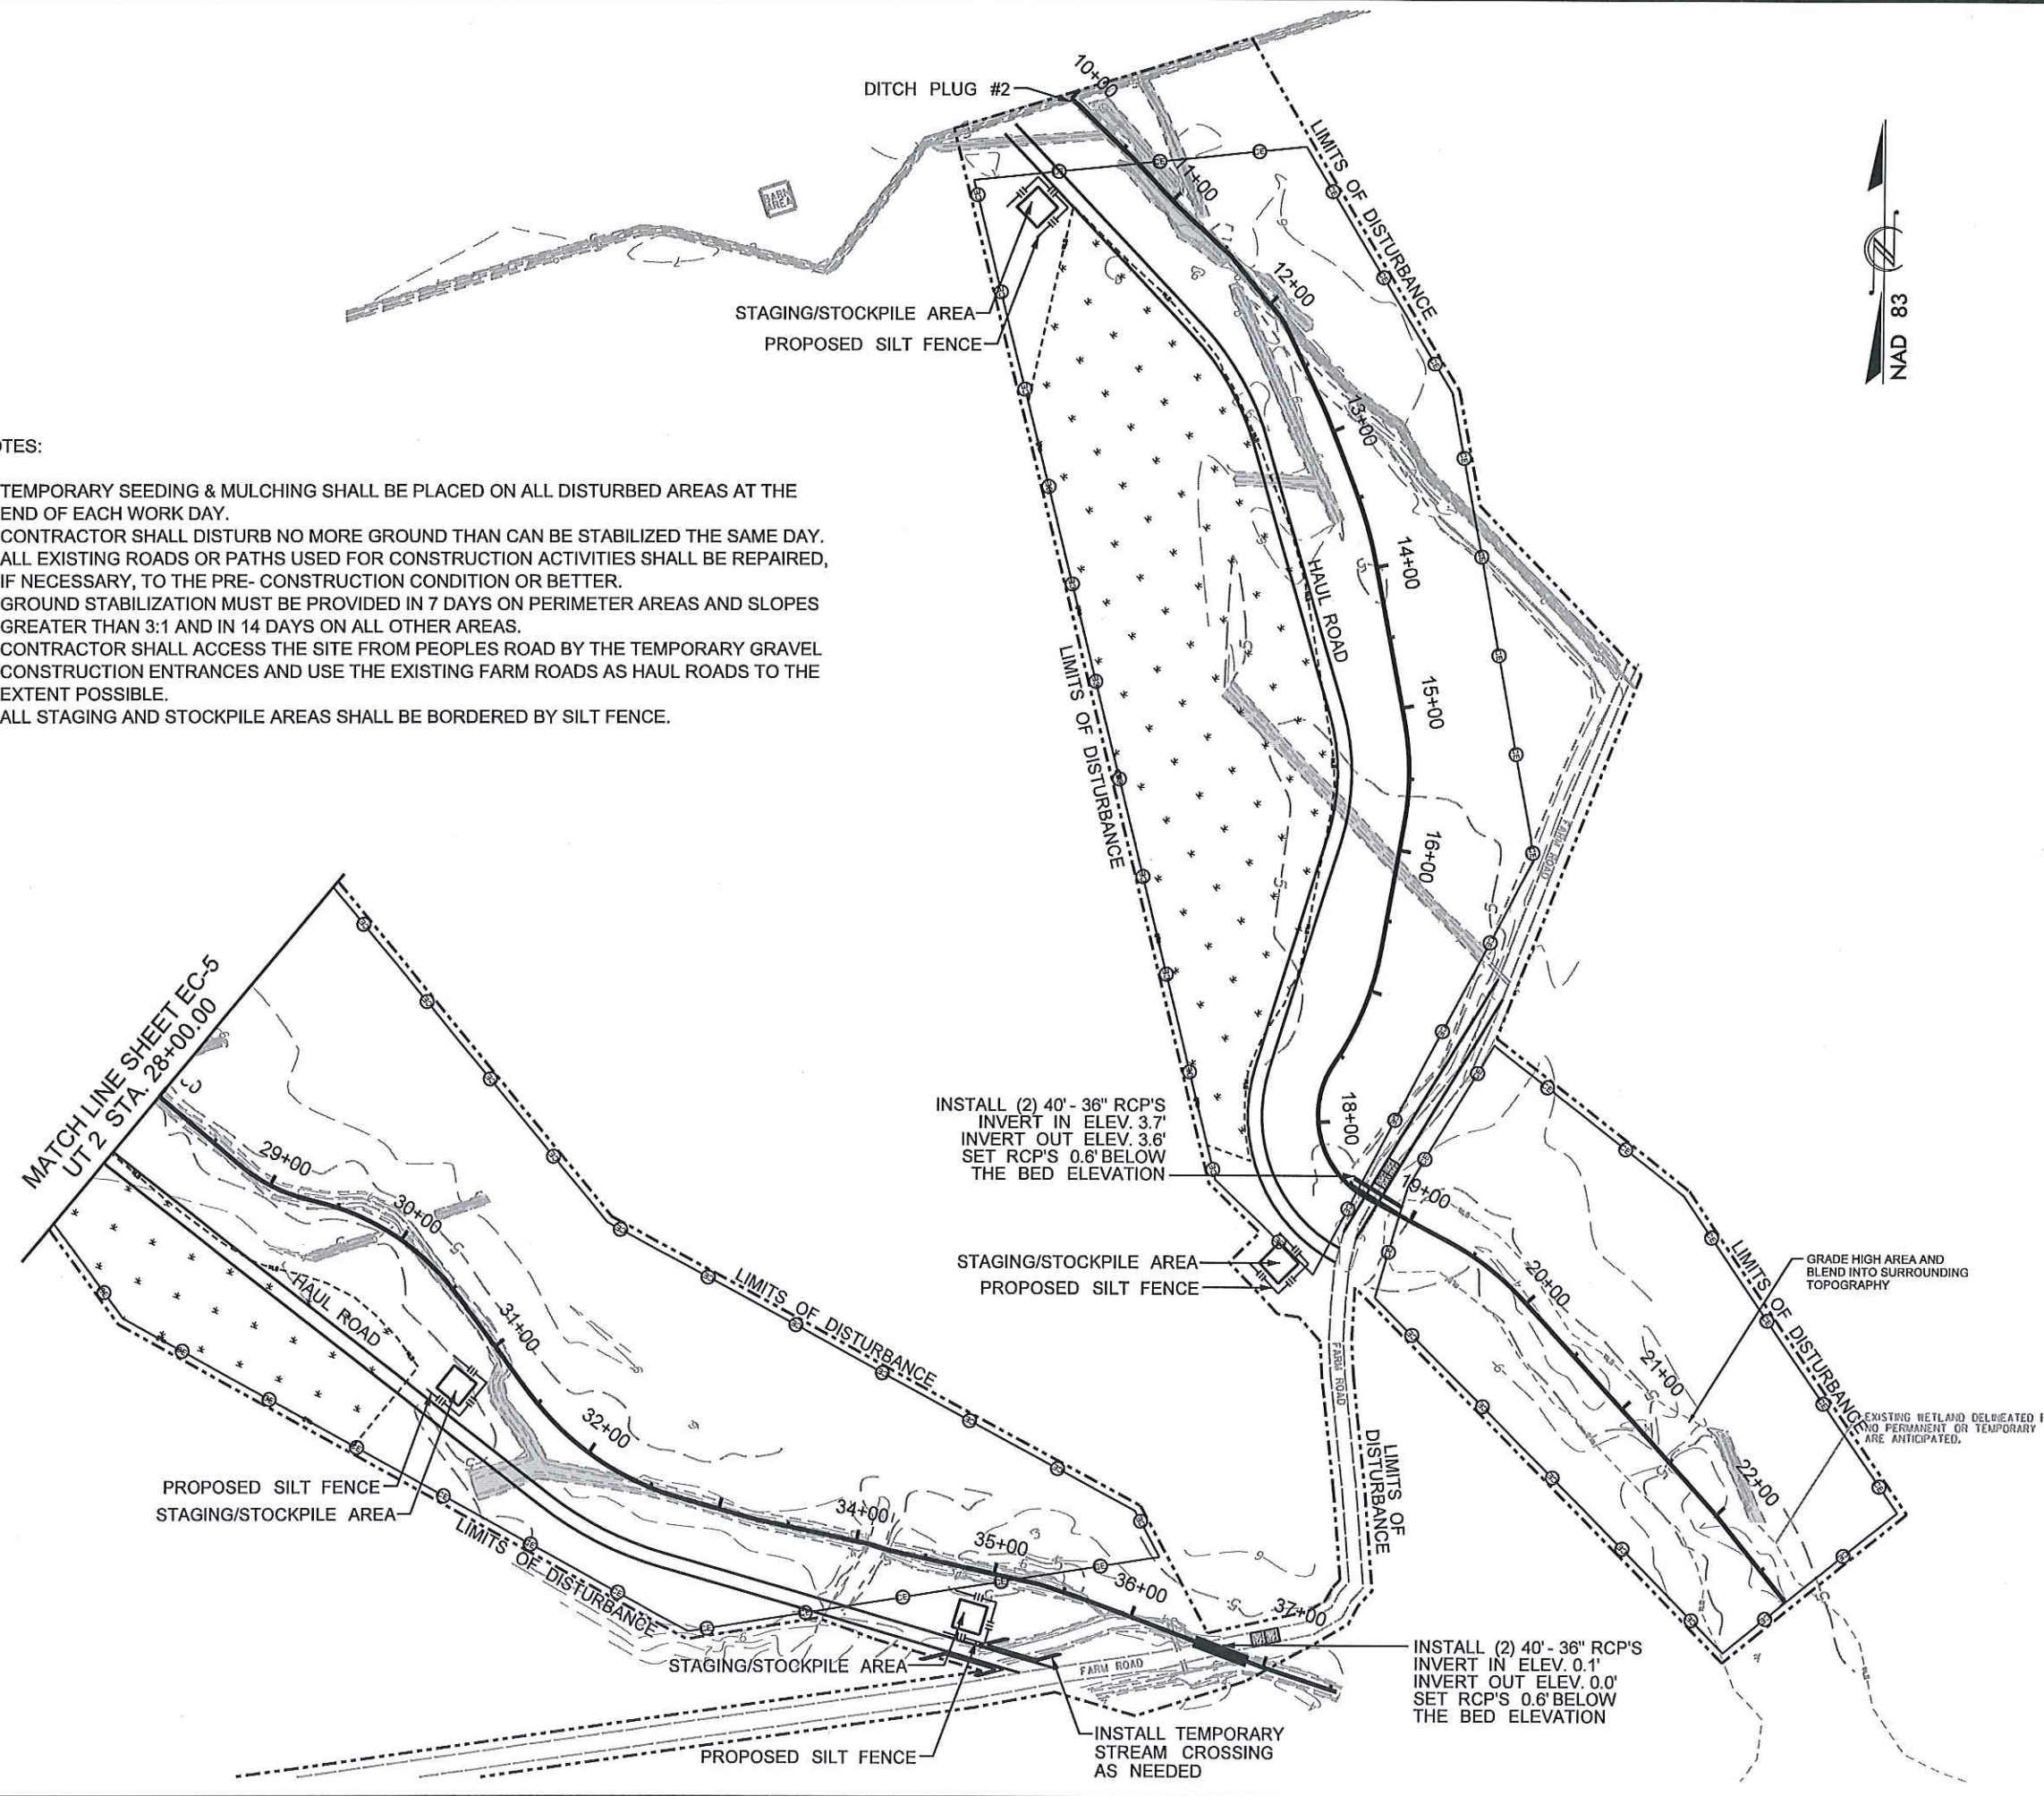 DITCH PLUG #2
10+00
LIMITS OF DISTURBANCE
BARN
AREA
1+00
12+00
13+00
14+00
15+00
16+00
18+00
19+00
20+00
21+00
22+00
NAD 83
STAGING/STOCKPILE AREA
PROPOSED SILT FENCE
OTES:
TEMPORARY SEEDING & MULCHING SHALL BE PLACED ON ALL DISTURBED AREAS AT THE
END OF EACH WORK DAY.
CONTRACTOR SHALL DISTURB NO MORE GROUND THAN CAN BE STABILIZED THE SAME DAY.
ALL EXISTING ROADS OR PATHS USED FOR CONSTRUCTION ACTIVITIES SHALL BE REPAIRED,
IF NECESSARY, TO THE PRE- CONSTRUCTION CONDITION OR BETTER.
GROUND STABILIZATION MUST BE PROVIDED IN 7 DAYS ON PERIMETER AREAS AND SLOPES
GREATER THAN 3:1 AND IN 14 DAYS ON ALL OTHER AREAS.
CONTRACTOR SHALL ACCESS THE SITE FROM PEOPLES ROAD BY THE TEMPORARY GRAVEL
CONSTRUCTION ENTRANCES AND USE THE EXISTING FARM ROADS AS HAUL ROADS TO THE
EXTENT POSSIBLE.
ALL STAGING AND STOCKPILE AREAS SHALL BE BORDERED BY SILT FENCE.
HAUL ROAD
LIMITS OF DISTURBANCE
FARM ROAD
MATCH LINE SHEET EC-5
UT 2 STA. 28+00.00
INSTALL (2) 40' - 36" RCP'S
INVERT IN ELEV. 3.7'
INVERT OUT ELEV. 3.6'
SET RCP'S 0.6' BELOW
THE BED ELEVATION
STAGING/STOCKPILE AREA
PROPOSED SILT FENCE
GRADE HIGH AREA AND
BLEND INTO SURROUNDING
TOPOGRAPHY
LIMITS OF DISTURBANCE
EXISTING WETLAND DELINEATED
NO PERMANENT OR TEMPORARY
ARE ANTICIPATED.
29+00
30+00
31+00
32+00
34+00
35+00
36+00
37+00
HAUL ROAD
LIMITS OF DISTURBANCE
FARM ROAD
LIMITS OF
DISTURBANCE
PROPOSED SILT FENCE
STAGING/STOCKPILE AREA
LIMITS OF DISTURBANCE
STAGING/STOCKPILE AREA
FARM ROAD
PROPOSED SILT FENCE
INSTALL TEMPORARY
STREAM CROSSING
AS NEEDED
INSTALL (2) 40' - 36" RCP'S
INVERT IN ELEV. 0.1'
INVERT OUT ELEV. 0.0'
SET RCP'S 0.6' BELOW
THE BED ELEVATION